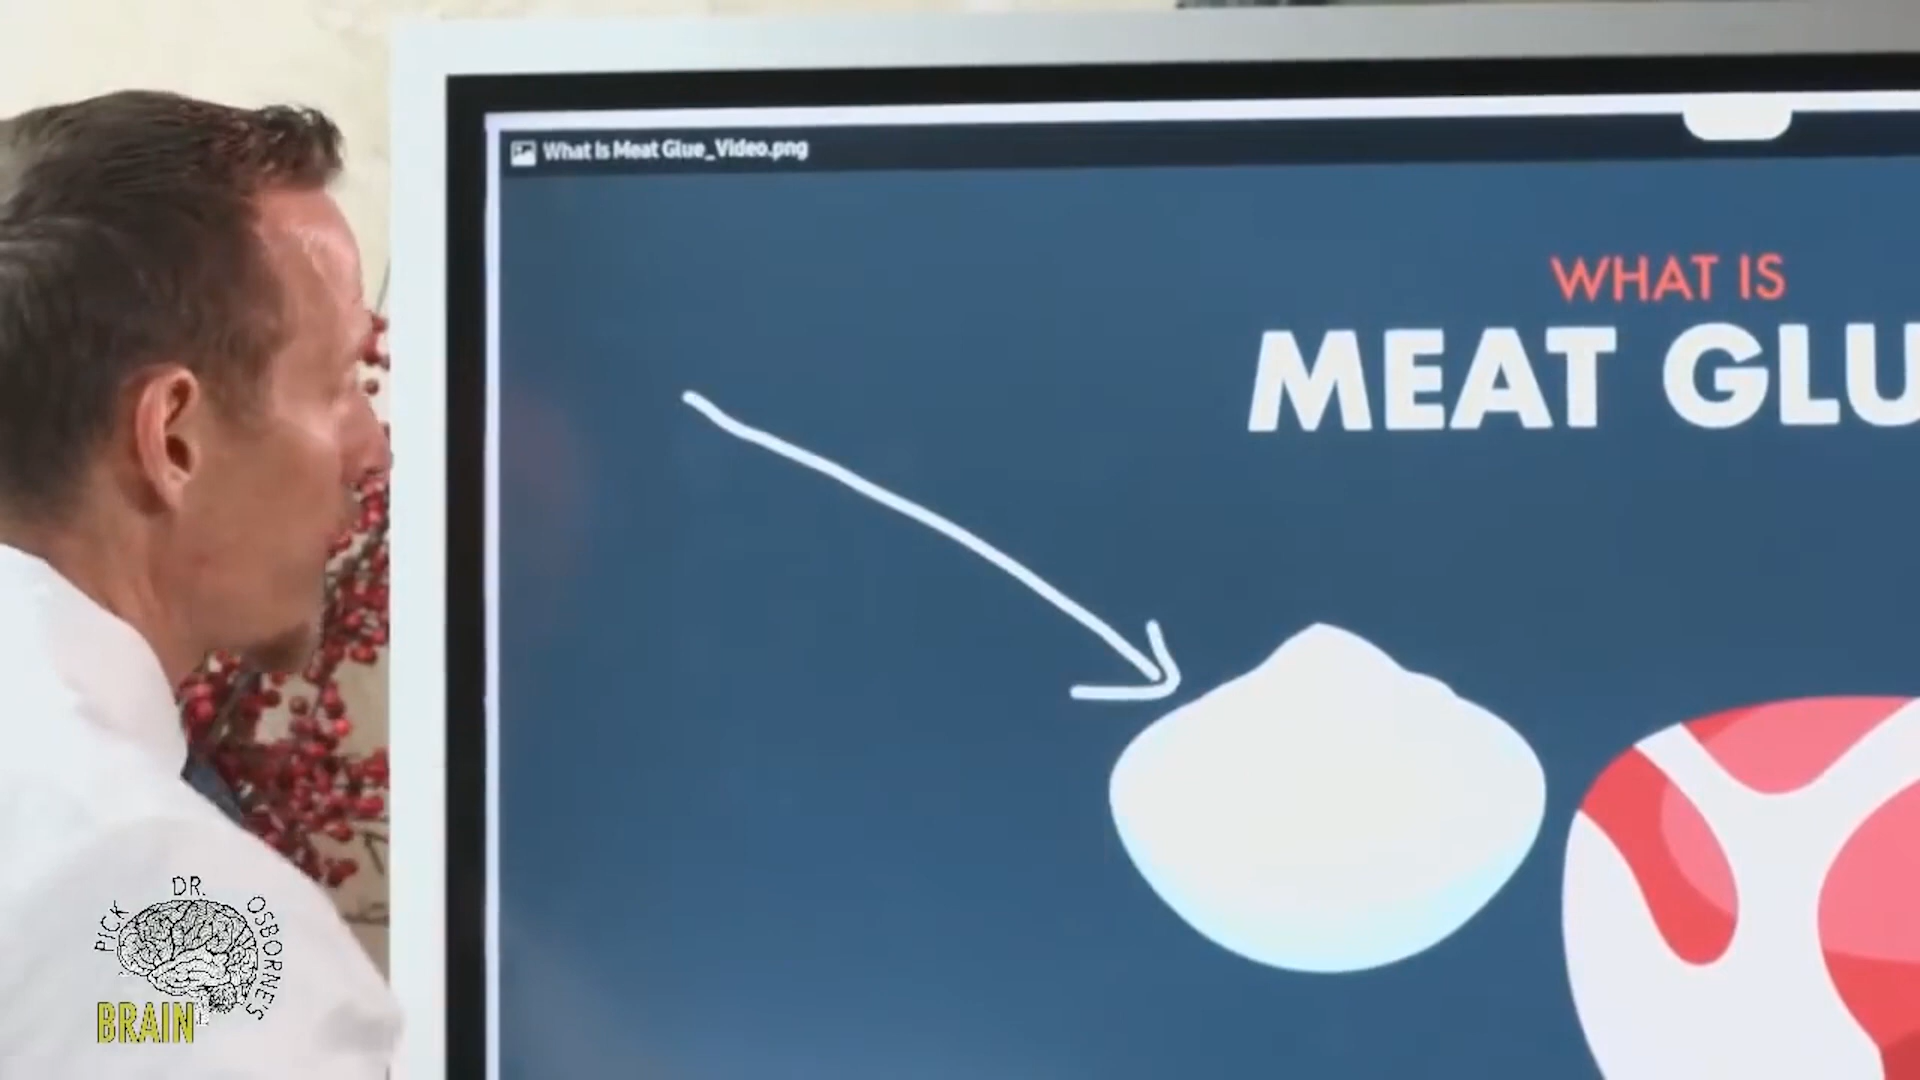 What Is Meat Glue_Video.png
WHAT IS
MEAT GLU
PICK DR. OSBORNE'S
BRAIN